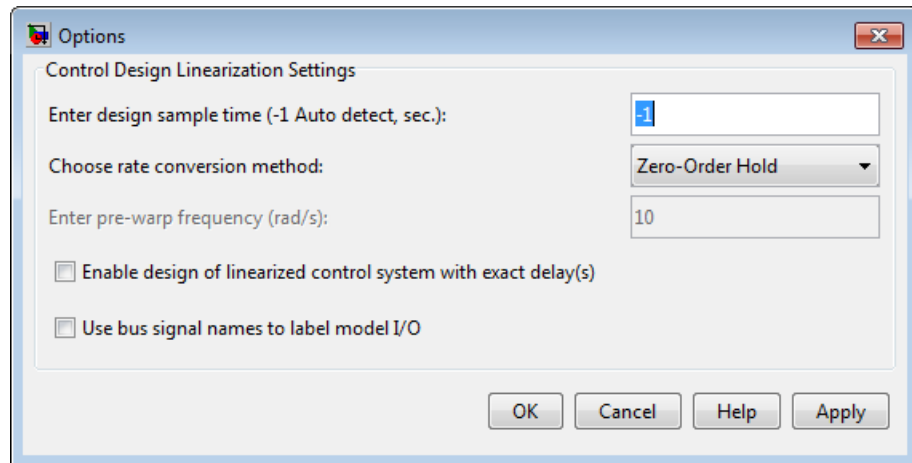 Options
Control Design Linearization Settings
Enter design sample time (-1 Auto detect, sec.): -1
Choose rate conversion method: Zero-Order Hold
Enter pre-warp frequency (rad/s): 10
Enable design of linearized control system with exact delay(s)
Use bus signal names to label model I/O
OK Cancel Help Apply